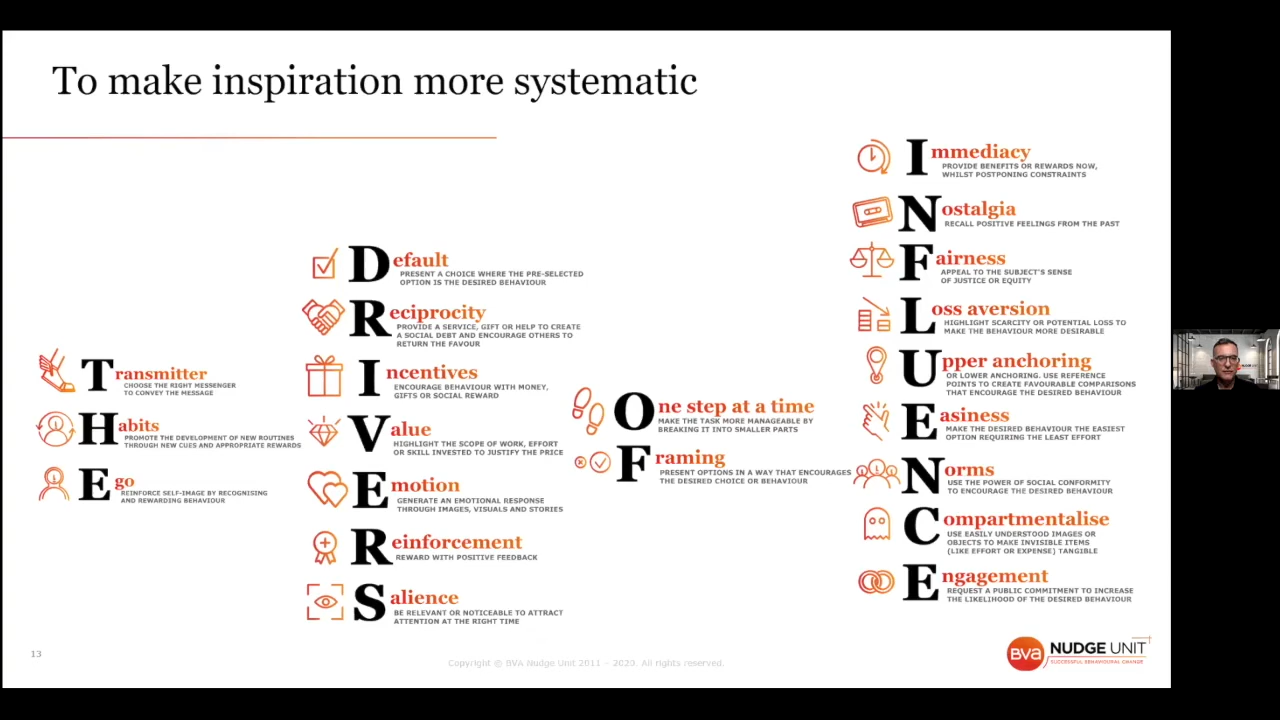 To make inspiration more systematic
Transmitter
CHOOSE THE RIGHT MESSENGER
TO CONVEY THE MESSAGE
Habits
PROMOTE THE DEVELOPMENT OF NEW ROUTINES
THROUGH NEW CUES AND APPROPRIATE REWARDS
Ego
REINFORCE SELF-IMAGE BY RECOGNISING
AND REWARDING BEHAVIOUR
Default
PRESENT A CHOICE WHERE THE PRE-SELECTED
OPTION IS THE DESIRED BEHAVIOUR
Reciprocity
PROVIDE A SERVICE, GIFT OR HELP TO CREATE
A SOCIAL DEBT AND ENCOURAGE OTHERS TO
RETURN THE FAVOUR
Incentives
ENCOURAGE BEHAVIOUR WITH MONEY,
GIFTS OR SOCIAL REWARD
Value
HIGHLIGHT THE SCOPE OF WORK, EFFORT
OR SKILL INVESTED TO JUSTIFY THE PRICE
Emotion
GENERATE AN EMOTIONAL RESPONSE
THROUGH IMAGES, VISUALS AND STORIES
Reinforcement
REWARD WITH POSITIVE FEEDBACK
Salience
BE RELEVANT OR NOTICEABLE TO ATTRACT
ATTENTION AT THE RIGHT TIME
One step at a time
MAKE THE TASK MORE MANAGEABLE BY
BREAKING IT INTO SMALLER PARTS
Framing
PRESENT OPTIONS IN A WAY THAT ENCOURAGES
THE DESIRED CHOICE OR BEHAVIOUR
Immediacy
PROVIDE BENEFITS OR REWARDS NOW,
WHILST POSTPONING CONSTRAINTS
Nostalgia
RECALL POSITIVE FEELINGS FROM THE PAST
Fairness
APPEAL TO THE SUBJECT'S SENSE
OF JUSTICE OR EQUITY
Loss aversion
HIGHLIGHT SCARCITY OR POTENTIAL LOSS TO
MAKE THE BEHAVIOUR MORE DESIRABLE
Upper anchoring
OR LOWER ANCHORING. USE REFERENCE
POINTS TO CREATE FAVOURABLE COMPARISONS
THAT ENCOURAGE THE DESIRED BEHAVIOUR
Easiness
MAKE THE DESIRED BEHAVIOUR THE EASIEST
OPTION REQUIRING THE LEAST EFFORT
Norms
USE THE POWER OF SOCIAL CONFORMITY
TO ENCOURAGE THE DESIRED BEHAVIOUR
Compartmentalise
USE EASILY UNDERSTOOD IMAGES OR
OBJECTS TO MAKE INVISIBLE ITEMS
(LIKE EFFORT OR EXPENSE) TANGIBLE
Engagement
REQUEST A PUBLIC COMMITMENT TO INCREASE
THE LIKELIHOOD OF THE DESIRED BEHAVIOUR
13
Copyright © BVA Nudge Unit 2011 – 2020. All rights reserved.
BVA NUDGE UNIT
SUCCESSFUL BEHAVIOURAL CHANGE